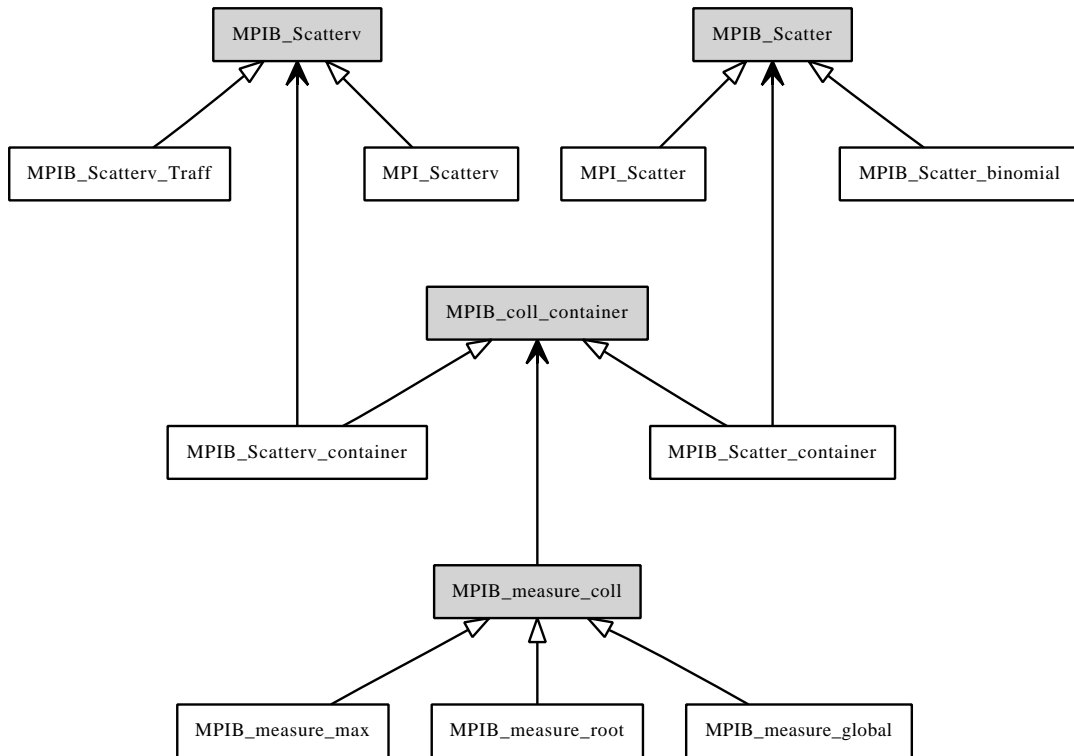 MPIB_Scatterv
MPIB_Scatter
MPIB_Scatterv_Traff
MPI_Scatterv
MPI_Scatter
MPIB_Scatter_binomial
MPIB_coll_container
MPIB_Scatterv_container
MPIB_Scatter_container
MPIB_measure_coll
MPIB_measure_max
MPIB_measure_root
MPIB_measure_global